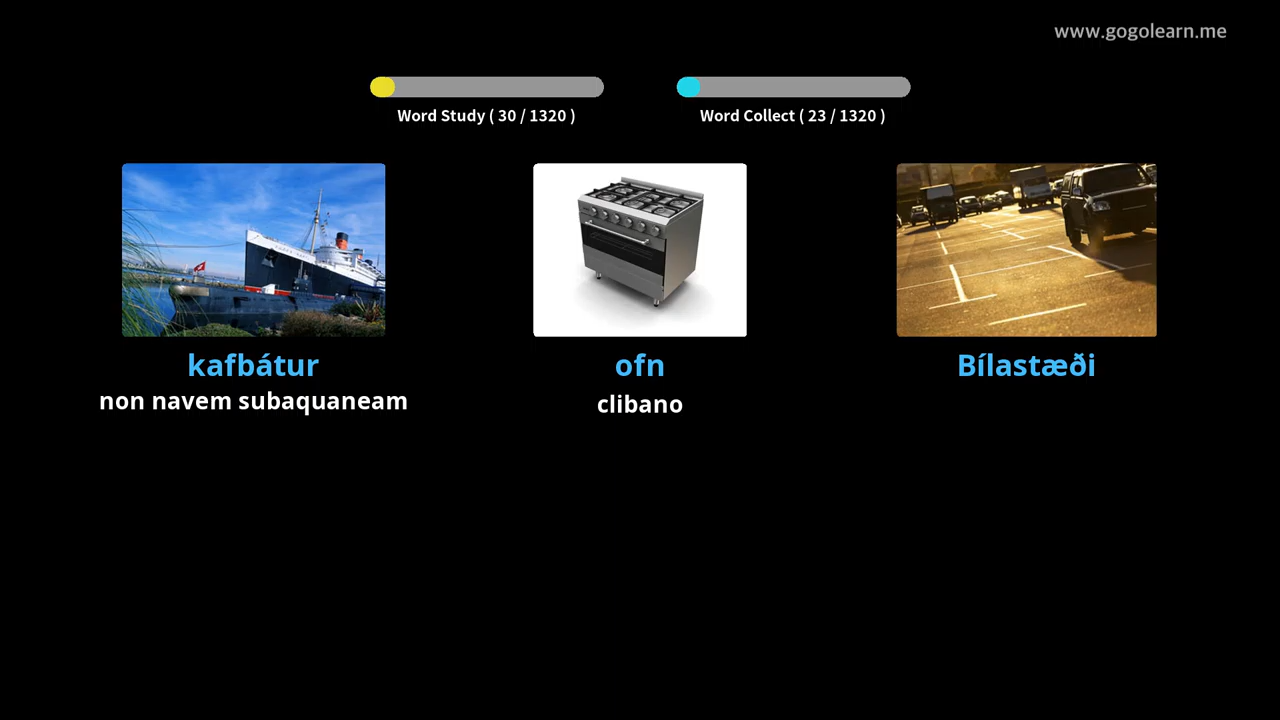 www.gogolearn.me
Word Study ( 30 / 1320 )
Word Collect ( 23 / 1320 )
kafbátur
non navem subaquaneam
ofn
clibano
Bílastæði